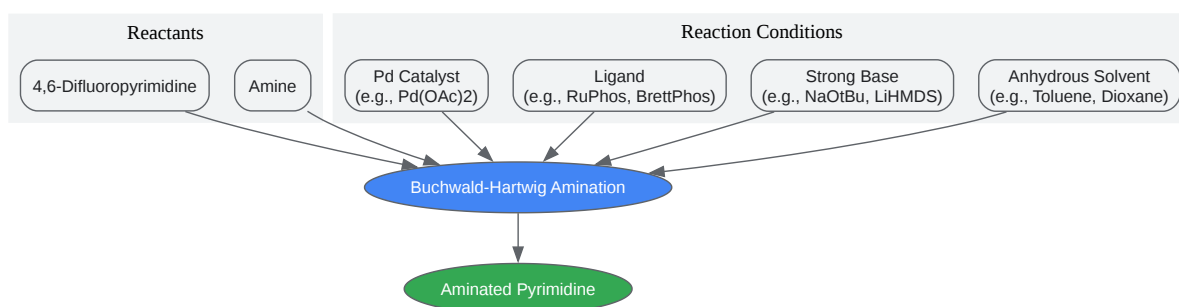 Reactants
Reaction Conditions
4,6-Difluoropyrimidine
Amine
Pd Catalyst
(e.g., Pd(OAc)2)
Ligand
(e.g., RuPhos, BrettPhos)
Strong Base
(e.g., NaOtBu, LiHMDS)
Anhydrous Solvent
(e.g., Toluene, Dioxane)
Buchwald-Hartwig Amination
Aminated Pyrimidine